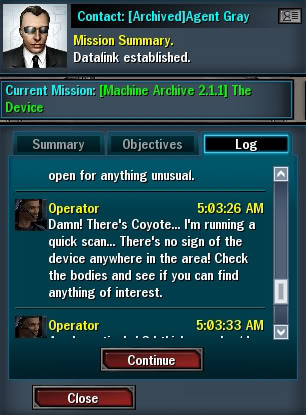 Contact: [Archived]Agent Gray
Mission Summary.
Datalink established.
Current Mission: [Machine Archive 2.1.1] The
Device
Summary
Objectives
Log
open for anything unusual.
Operator 5:03:26 AM
Damn! There's Coyote... I'm running a
quick scan... There's no sign of the
device anywhere in the area! Check
the bodies and see if you can find
anything of interest.
Operator 5:03:33 AM
Continue
Close